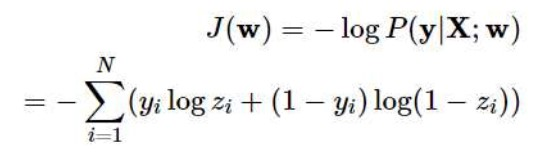 J(w) = − log P(y|X; w)
= − ∑_{i=1}^{N} (y_i log z_i + (1 − y_i) log(1 − z_i))